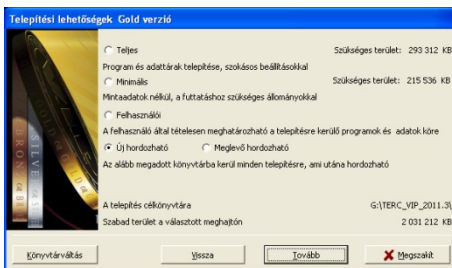 Telepítési lehetőségek Gold verzió
Teljes Szükséges terület: 293 312 KB
Program és adattárak telepítése, szokásos beállításokkal
Minimális Szükséges terület: 215 536 KB
Mintaadatok nélkül, a futtatáshoz szükséges állományokkal
Felhasználói
A felhasználó által tételesen meghatározható a telepítésre kerülő programok és adatok köre
Új hordozható Meglevő hordozható
Az alább megadott könyvtárba kerül minden telepítésre, ami utána hordozható
A telepítés célkönyvtára G:\TERC_VIP_2011.3\
Szabad terület a választott meghajtón 2 031 212 KB
Könyvtárváltás Vissza Tovább Megszakít
BRON
SILVE
GOLD